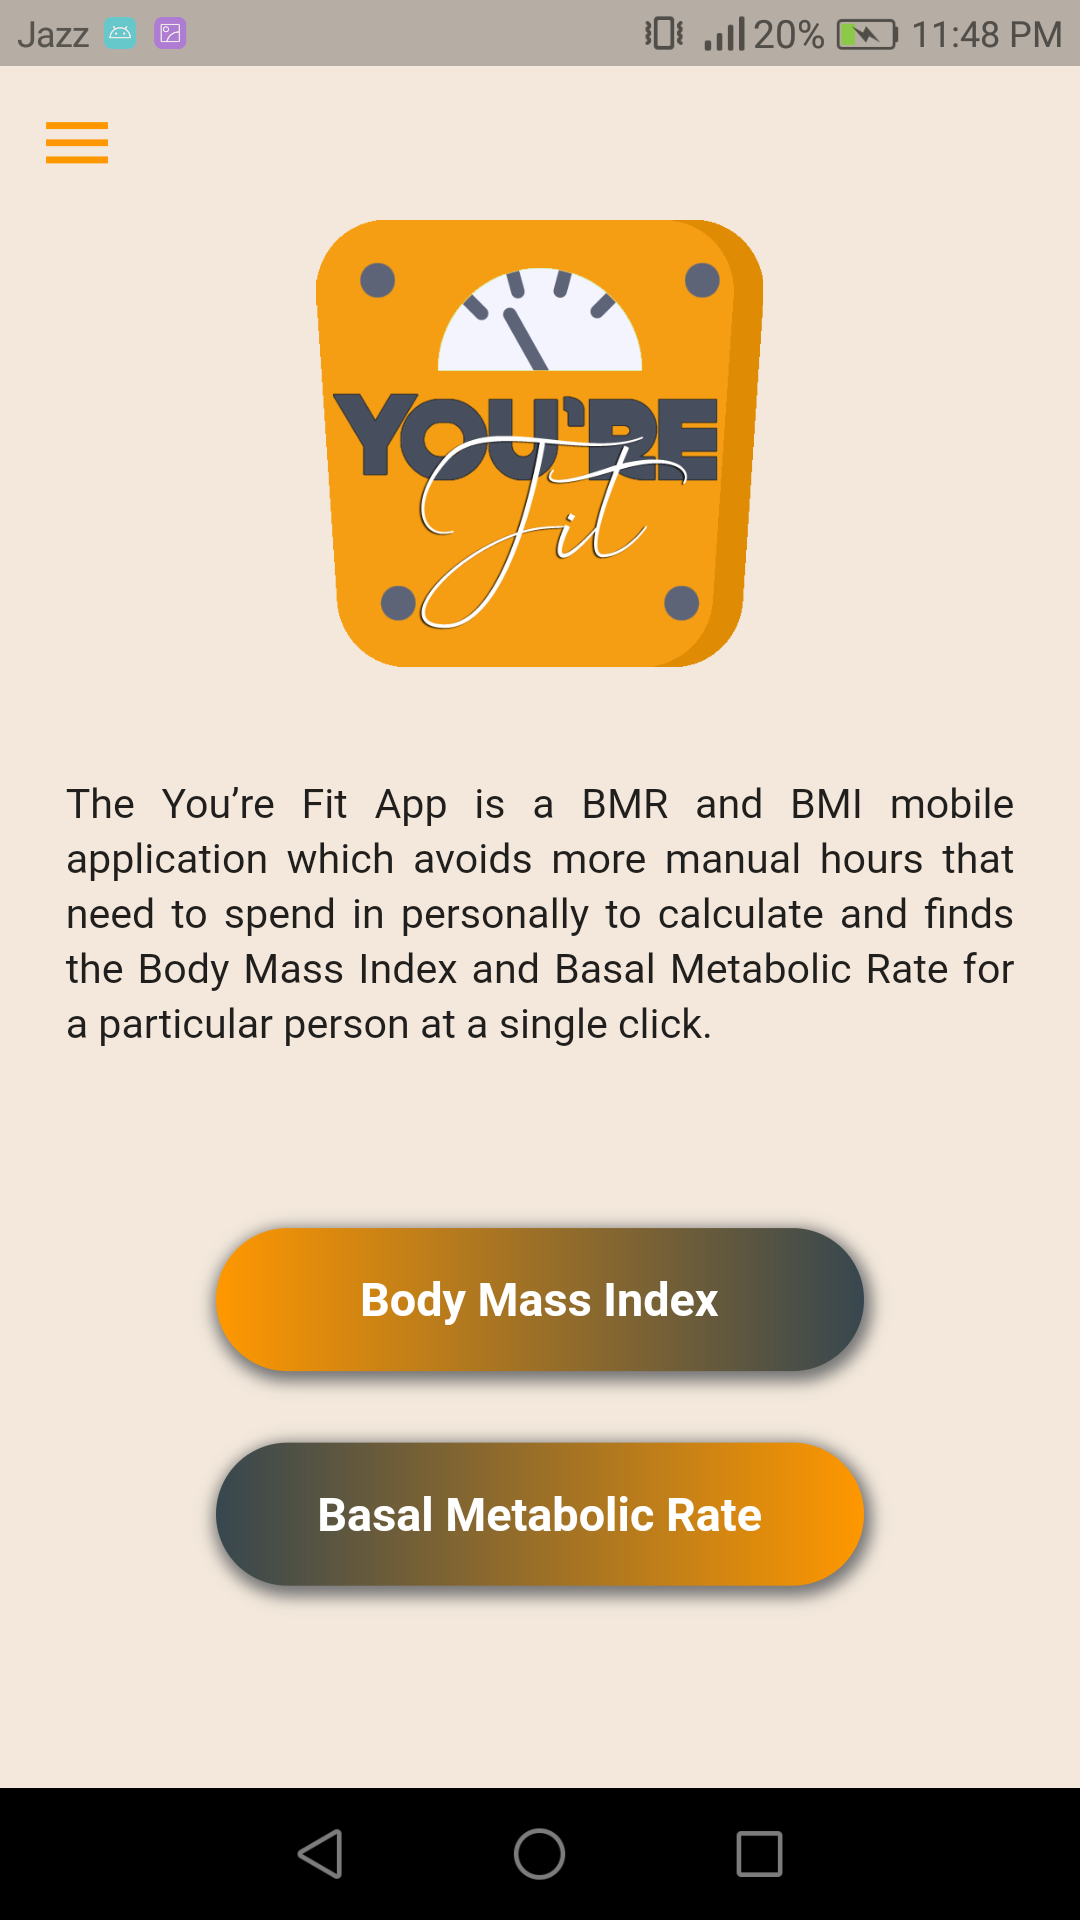 Jazz 20% 11:48 PM
YOU'RE
Fit
The You’re Fit App is a BMR and BMI mobile
application which avoids more manual hours that
need to spend in personally to calculate and finds
the Body Mass Index and Basal Metabolic Rate for
a particular person at a single click.
Body Mass Index
Basal Metabolic Rate